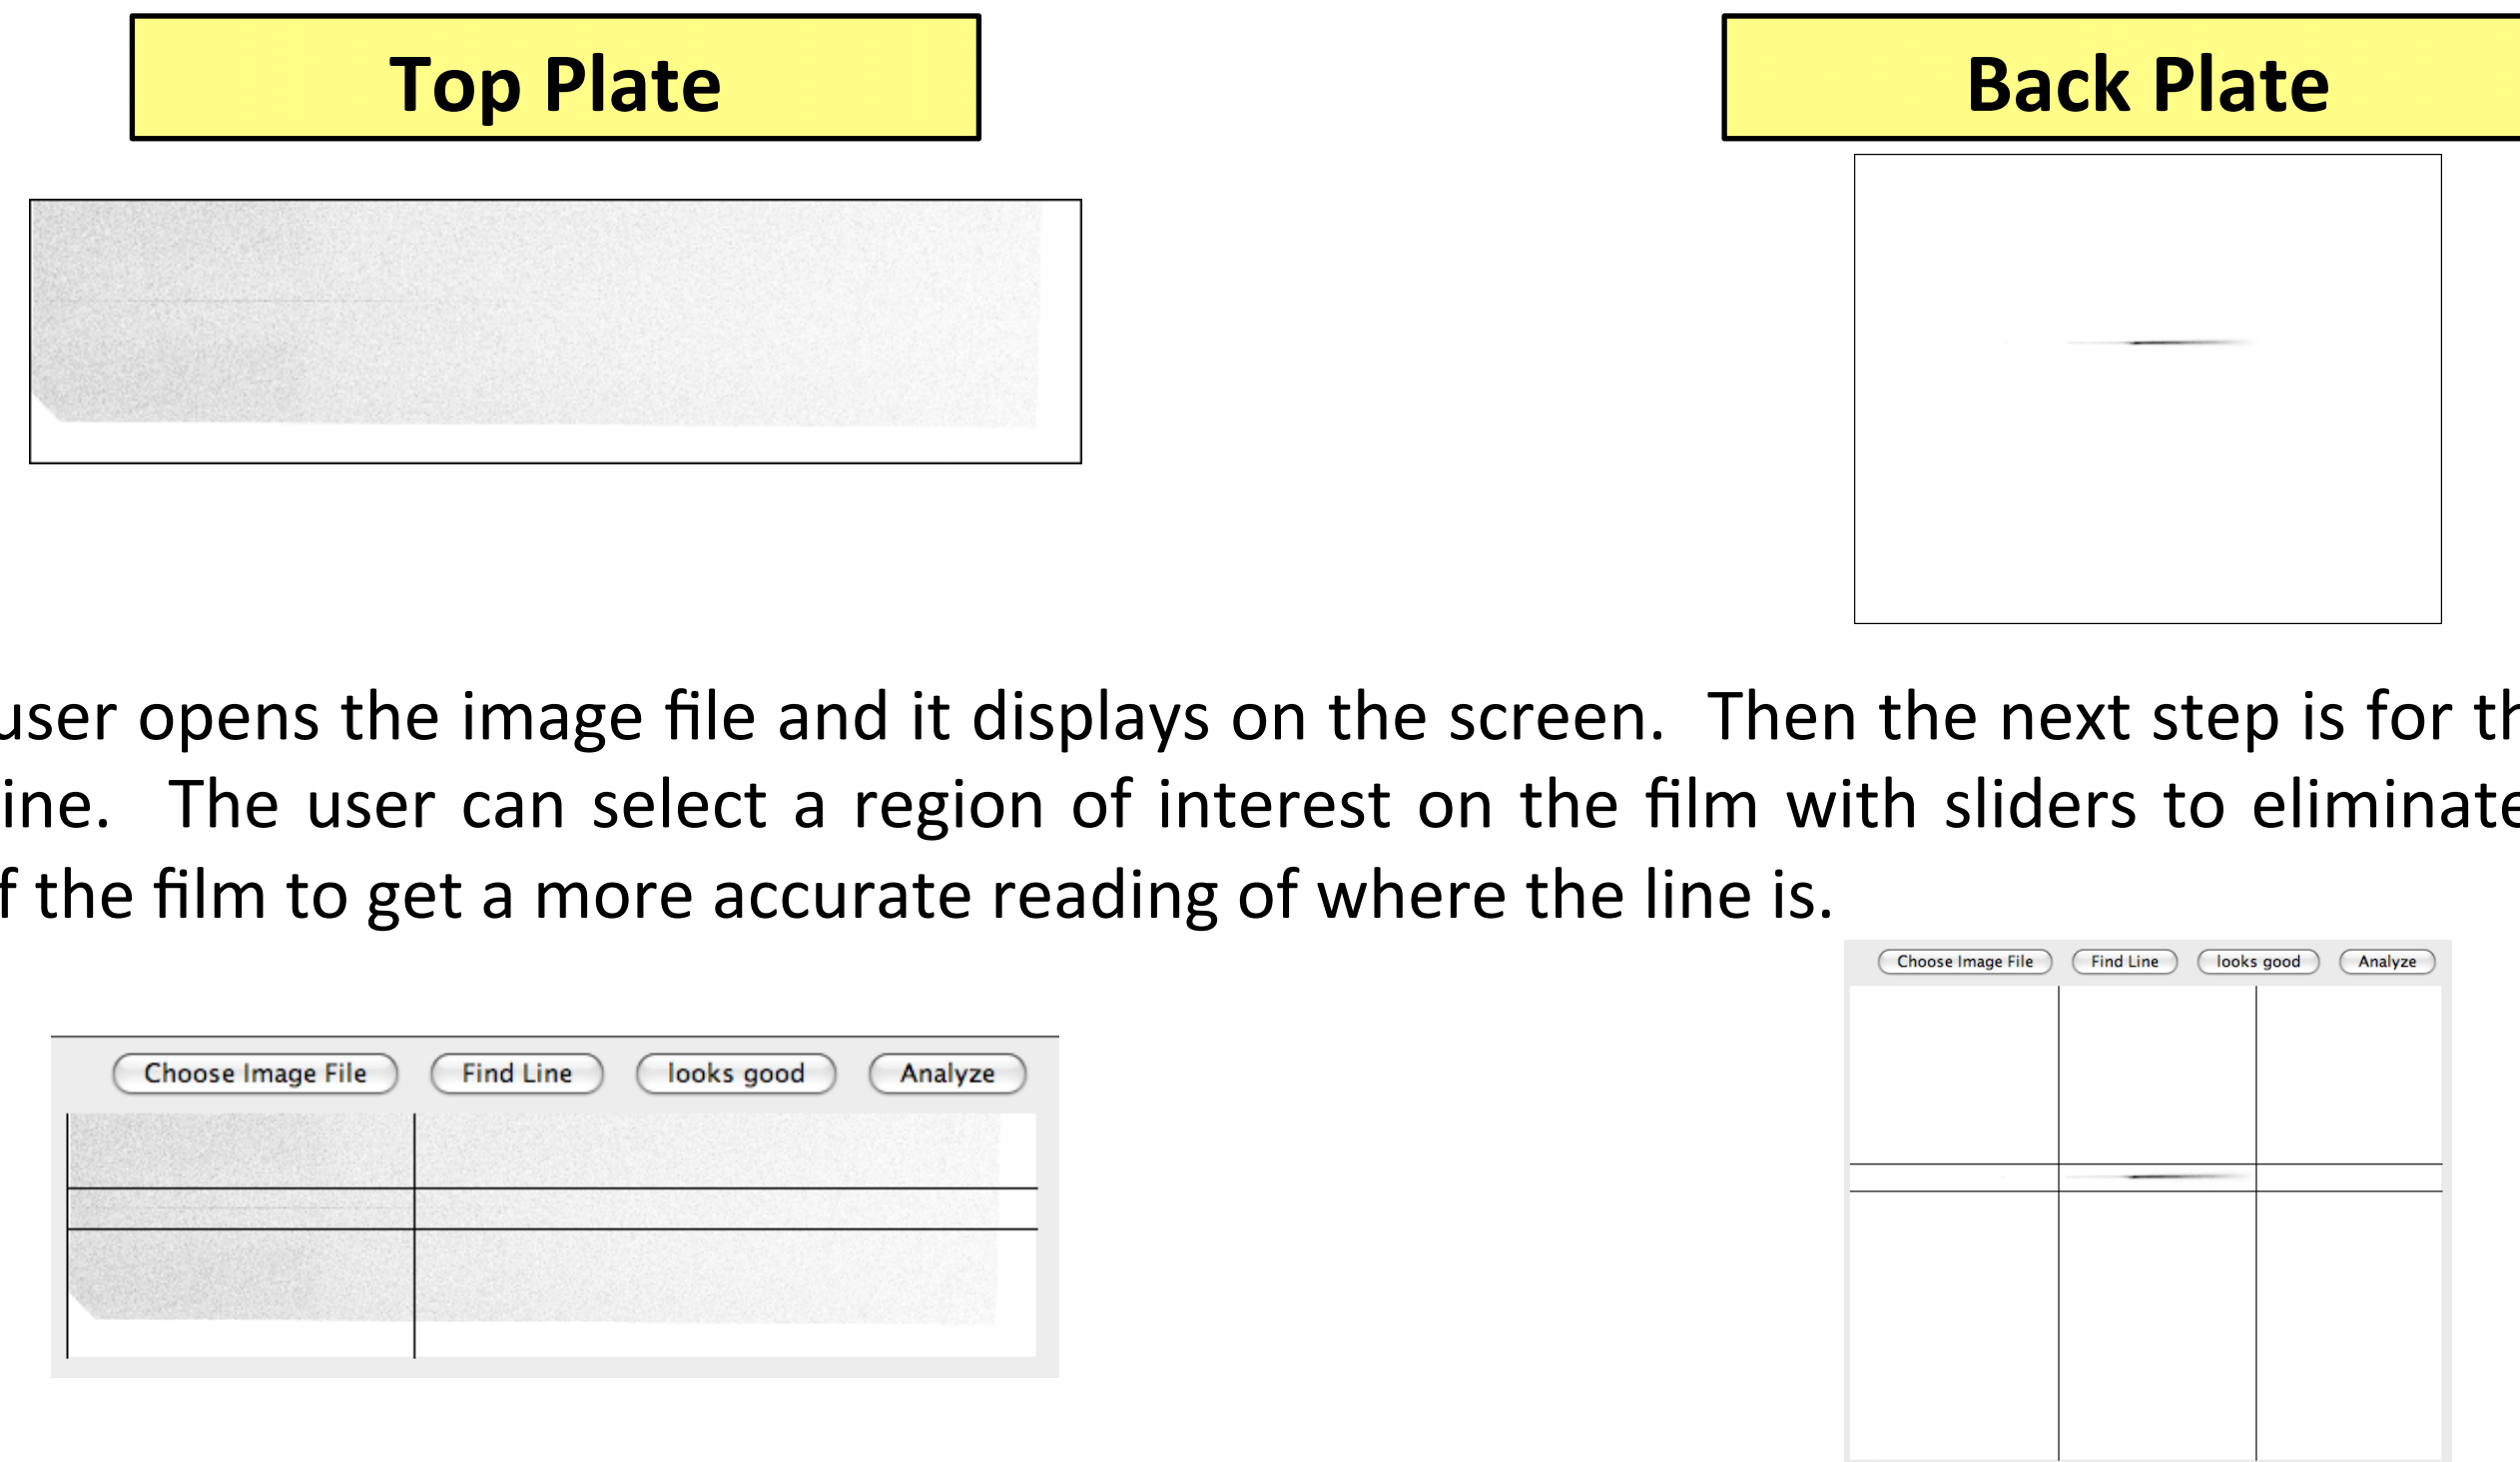 Top Plate
Back Plate
user opens the image file and it displays on the screen. Then the next step is for th
ine. The user can select a region of interest on the film with sliders to eliminate
f the film to get a more accurate reading of where the line is.
Choose Image File Find Line looks good Analyze
Choose Image File Find Line looks good Analyze